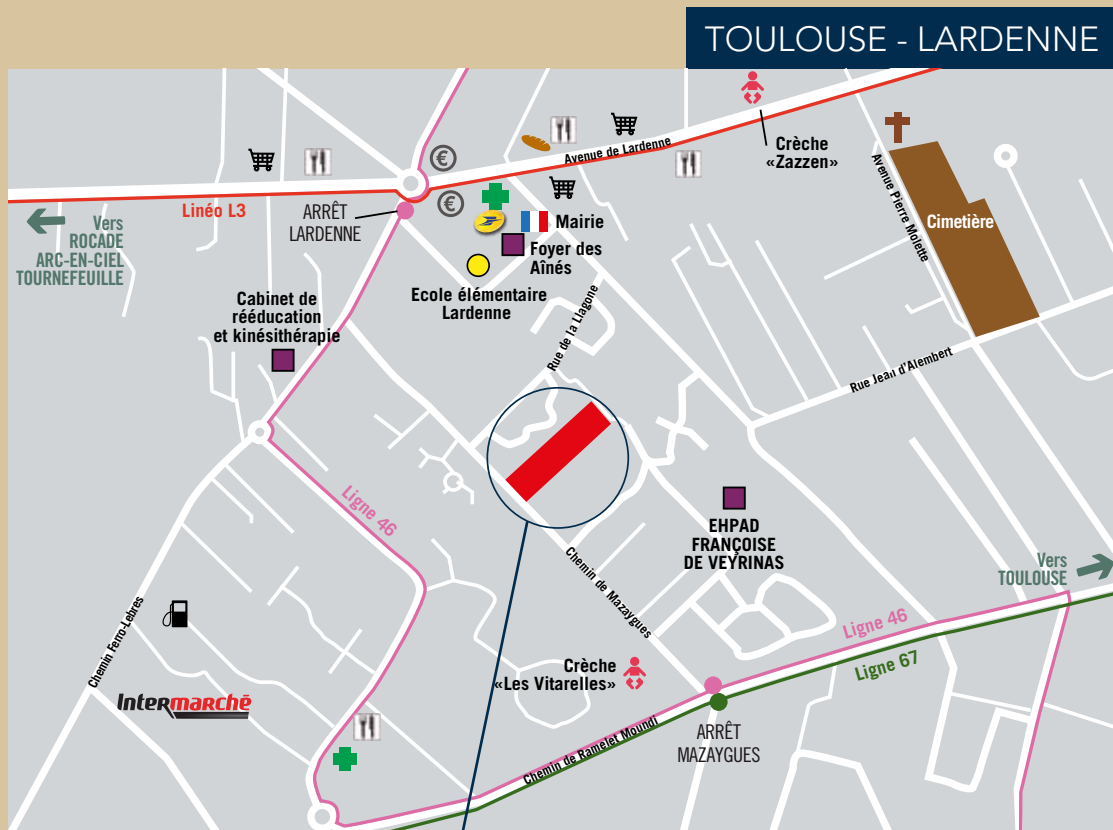 TOULOUSE - LARDENNE
Crèche
«Zazzen»
Avenue de Lardenne
Avenue Pierre Molette
Cimetière
€
€
Linéo L3
ARRÊT
LARDENNE
Vers
ROCADE
ARC-EN-CIEL
TOURNEFEUILLE
Mairie
Foyer des
Aînés
Ecole élémentaire
Lardenne
Cabinet de
rééducation
et kinésithérapie
Rue de la Llagone
Rue Jean d'Alembert
Ligne 46
EHPAD
FRANÇOISE
DE VEYRINAS
Vers
TOULOUSE
Chemin de Mazaygues
Chemin Ferro-Lebres
Ligne 46
Ligne 67
Crèche
«Les Vitarelles»
Intermarché
ARRÊT
MAZAYGUES
Chemin de Ramelet Moundi